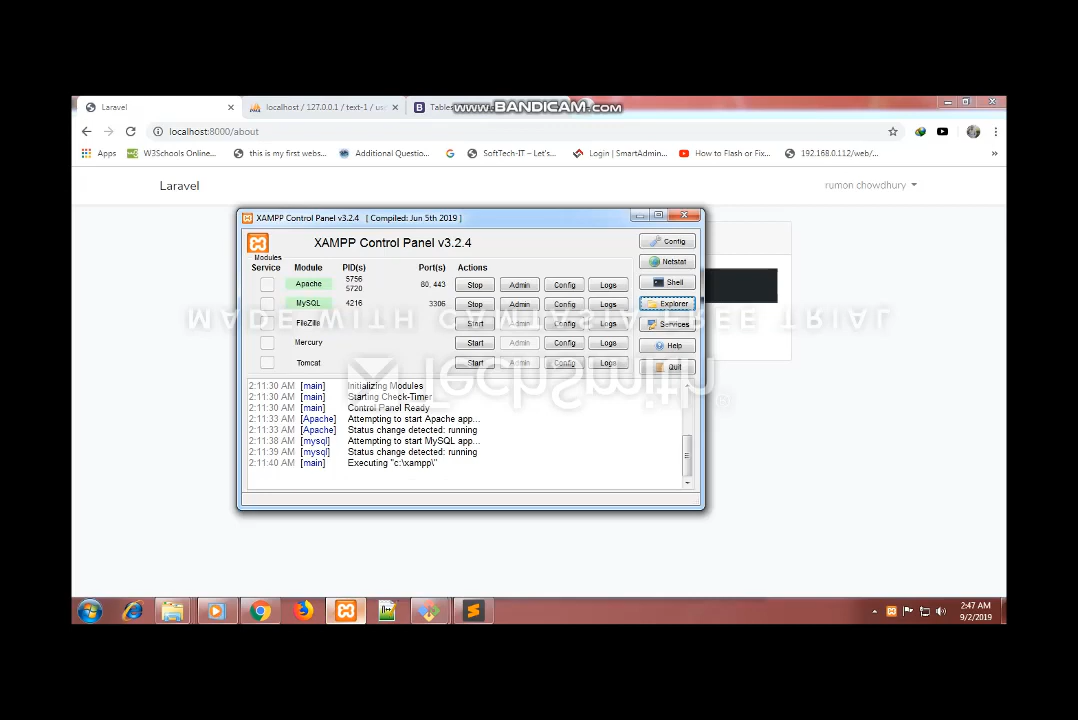 Laravel
localhost / 127.0.0.1 / text-1 / us
Tables
www.BANDICAM.com
localhost:8000/about
Apps
W3Schools Online...
this is my first webs...
Additional Questio...
SoftTech-IT – Let's...
Login | SmartAdmin...
How to Flash or Fix...
192.168.0.112/web/...
»
Laravel
rumon chowdhury
XAMPP Control Panel v3.2.4 [ Compiled: Jun 5th 2019 ]
XAMPP Control Panel v3.2.4
Config
Modules
Service Module PID(s) Port(s) Actions
Netstat
Apache 5756 5720 80, 443 Stop Admin Config Logs
Shell
MySQL 4216 3306 Stop Admin Config Logs
Explorer
FileZilla Start Admin Config Logs
Services
MADE WITH CAMTASIA FREE TRIAL
Mercury Start Admin Config Logs
Help
Tomcat Start Admin Config Logs
Quit
TechSmith
2:11:30 AM [main] Initializing Modules
2:11:30 AM [main] Starting Check-Timer
2:11:30 AM [main] Control Panel Ready
2:11:33 AM [Apache] Attempting to start Apache app...
2:11:33 AM [Apache] Status change detected: running
2:11:38 AM [mysql] Attempting to start MySQL app...
2:11:39 AM [mysql] Status change detected: running
2:11:40 AM [main] Executing "c:\xampp\"
2:47 AM
9/2/2019